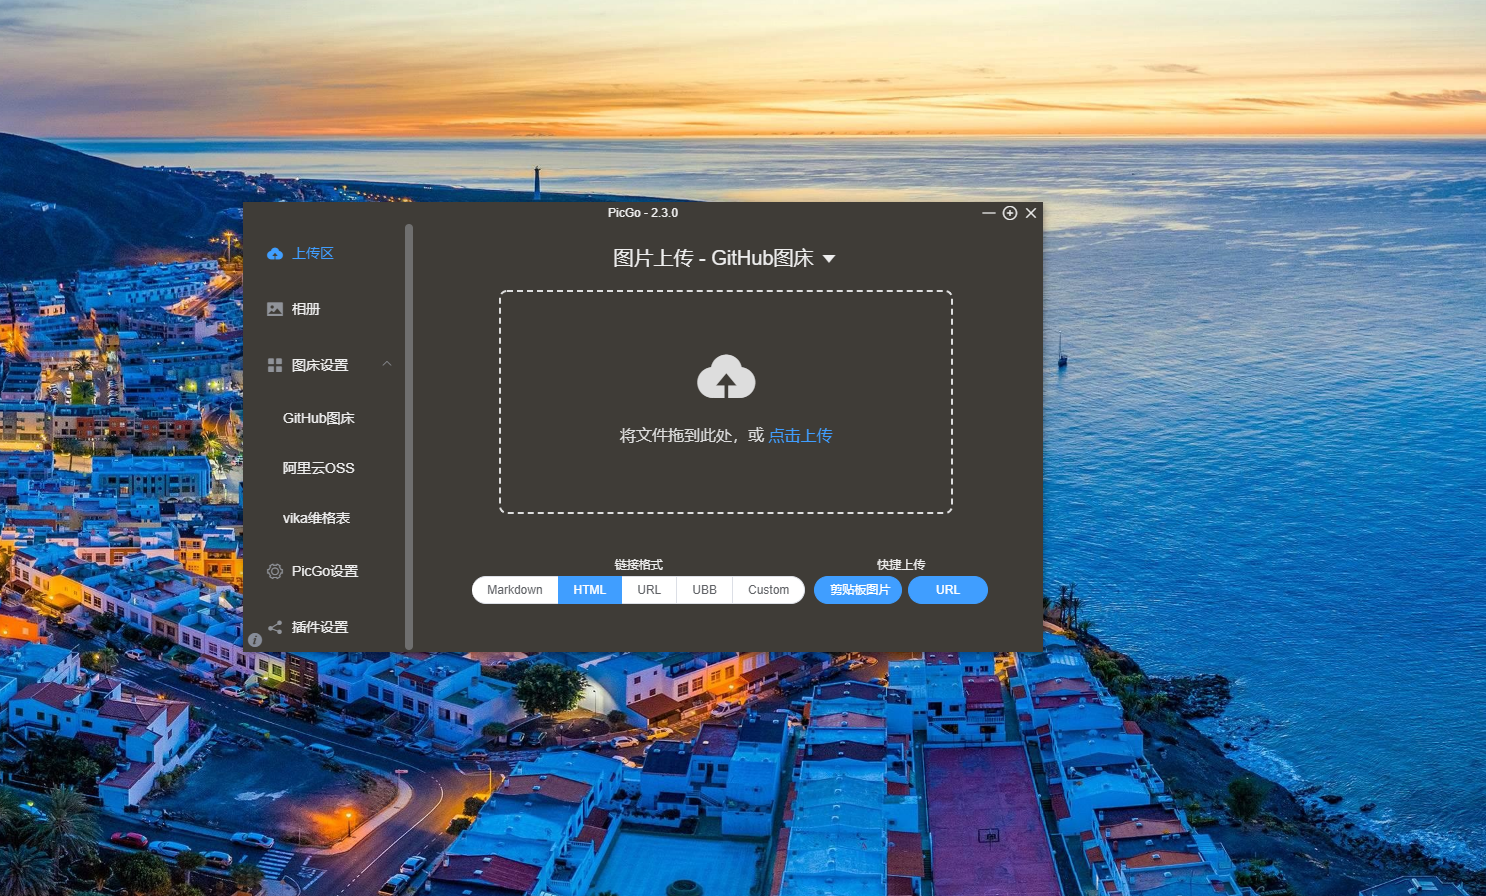 PicGo - 2.3.0
上传区
相册
图床设置
GitHub图床
阿里云OSS
vika维格表
PicGo设置
插件设置
图片上传 - GitHub图床
将文件拖到此处，或 点击上传
链接格式
Markdown HTML URL UBB Custom
快捷上传
剪贴板图片 URL